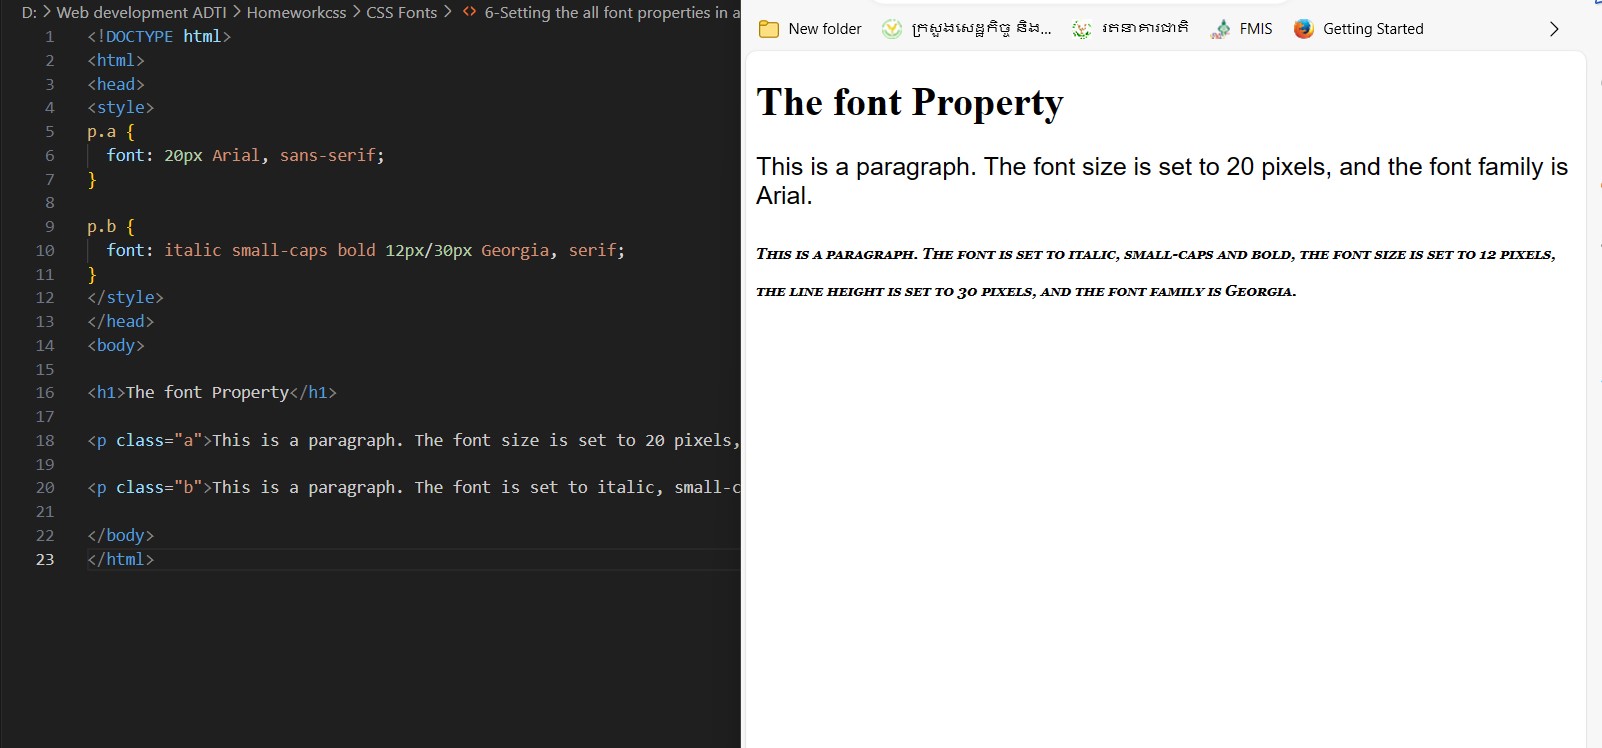 D: > Web development ADTI > Homeworkcss > CSS Fonts > <> 6-Setting the all font properties in a
1 <!DOCTYPE html>
2 <html>
3 <head>
4 <style>
5 p.a {
6   font: 20px Arial, sans-serif;
7 }
8
9 p.b {
10   font: italic small-caps bold 12px/30px Georgia, serif;
11 }
12 </style>
13 </head>
14 <body>
15
16 <h1>The font Property</h1>
17
18 <p class="a">This is a paragraph. The font size is set to 20 pixels,
19
20 <p class="b">This is a paragraph. The font is set to italic, small-c
21
22 </body>
23 </html>
New folder ក្រសួងសេដ្ឋកិច្ច និង... រតនាគារជាតិ FMIS Getting Started
The font Property
This is a paragraph. The font size is set to 20 pixels, and the font family is
Arial.
This is a paragraph. The font is set to italic, small-caps and bold, the font size is set to 12 pixels,
the line height is set to 30 pixels, and the font family is Georgia.